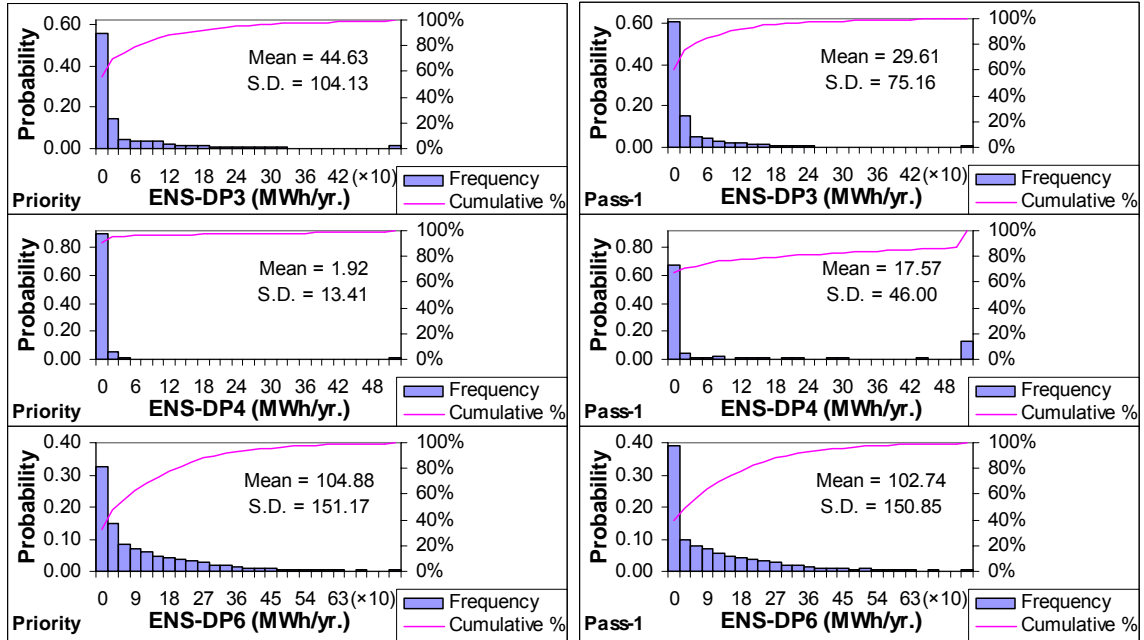 0.60
0.40
0.20
0.00
Probability
100%
80%
60%
40%
20%
0%
Mean = 44.63
S.D. = 104.13
0 6 12 18 24 30 36 42 (×10)
Priority
ENS-DP3 (MWh/yr.)
Frequency
Cumulative %
0.60
0.40
0.20
0.00
Probability
100%
80%
60%
40%
20%
0%
Mean = 29.61
S.D. = 75.16
0 6 12 18 24 30 36 42 (×10)
Pass-1
ENS-DP3 (MWh/yr.)
Frequency
Cumulative %
0.80
0.60
0.40
0.20
0.00
Probability
100%
80%
60%
40%
20%
0%
Mean = 1.92
S.D. = 13.41
0 6 12 18 24 30 36 42 48
Priority
ENS-DP4 (MWh/yr.)
Frequency
Cumulative %
0.80
0.60
0.40
0.20
0.00
Probability
100%
80%
60%
40%
20%
0%
Mean = 17.57
S.D. = 46.00
0 6 12 18 24 30 36 42 48
Pass-1
ENS-DP4 (MWh/yr.)
Frequency
Cumulative %
0.40
0.30
0.20
0.10
0.00
Probability
100%
80%
60%
40%
20%
0%
Mean = 104.88
S.D. = 151.17
0 9 18 27 36 45 54 63 (×10)
Priority
ENS-DP6 (MWh/yr.)
Frequency
Cumulative %
0.40
0.30
0.20
0.10
0.00
Probability
100%
80%
60%
40%
20%
0%
Mean = 102.74
S.D. = 150.85
0 9 18 27 36 45 54 63 (×10)
Pass-1
ENS-DP6 (MWh/yr.)
Frequency
Cumulative %